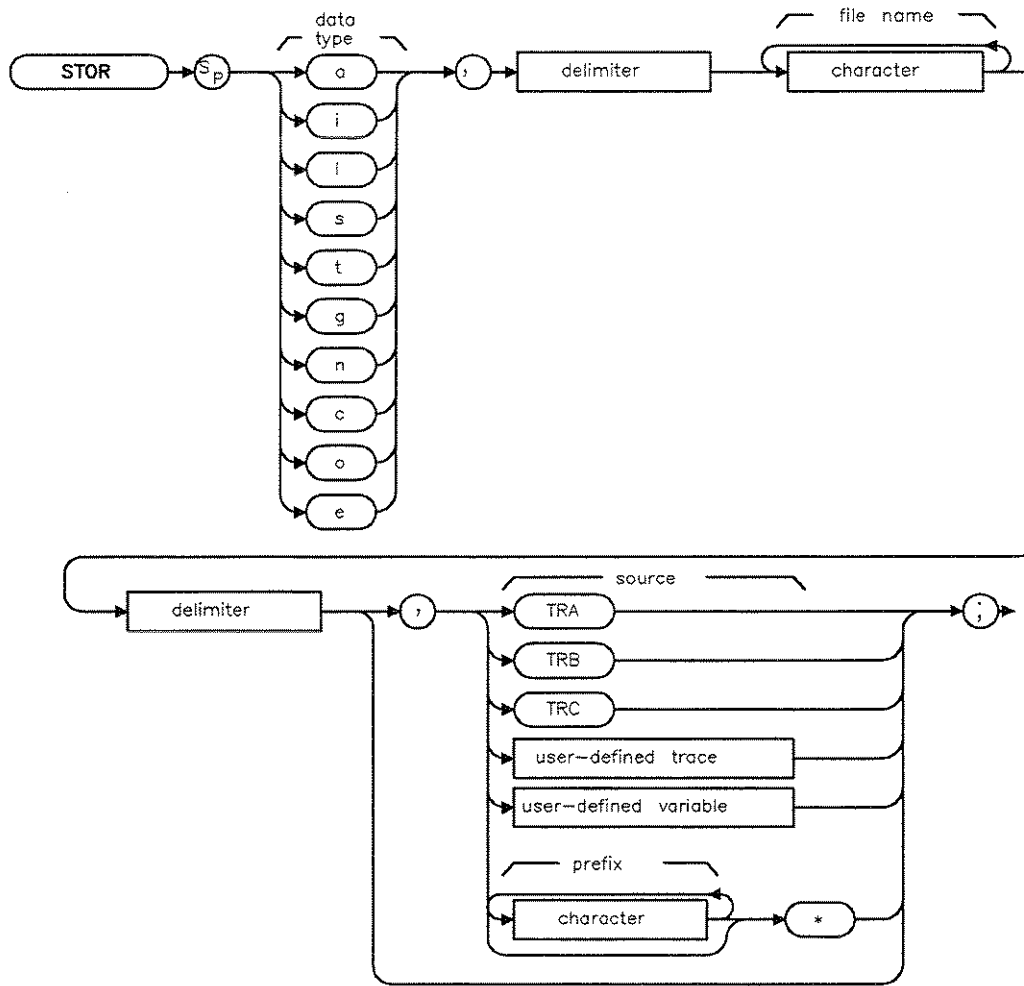 data
type
file name
STOR
Sp
a
,
delimiter
character
i
l
s
t
g
n
c
o
e
source
delimiter
,
TRA
;
TRB
TRC
user-defined trace
user-defined variable
prefix
character
*